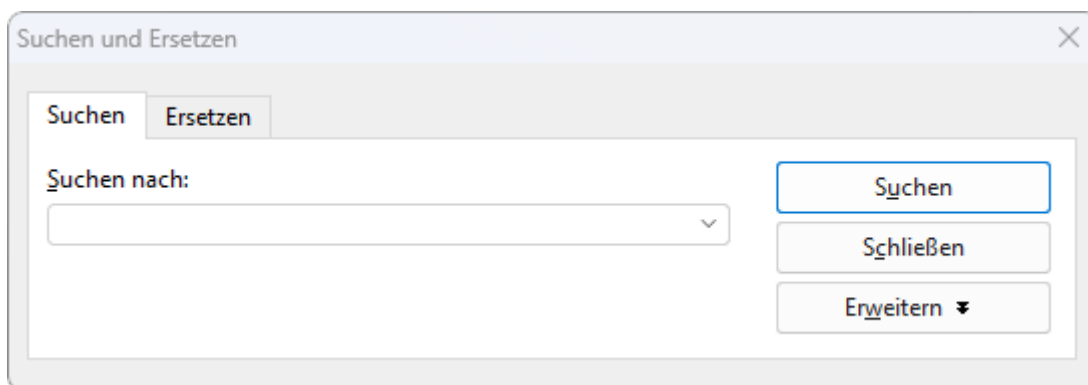 Suchen und Ersetzen
Suchen
Ersetzen
Suchen nach:
Suchen
Schließen
Erweitern